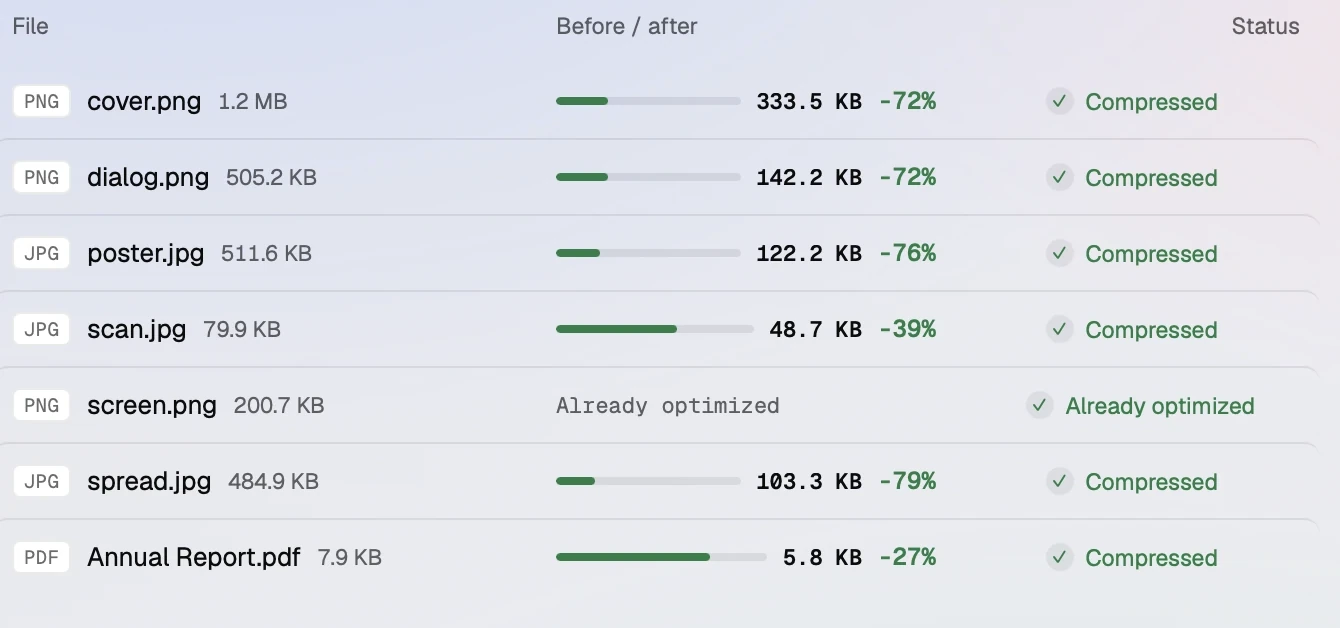 File Before / after Status
PNG cover.png 1.2 MB 333.5 KB -72% Compressed
PNG dialog.png 505.2 KB 142.2 KB -72% Compressed
JPG poster.jpg 511.6 KB 122.2 KB -76% Compressed
JPG scan.jpg 79.9 KB 48.7 KB -39% Compressed
PNG screen.png 200.7 KB Already optimized Already optimized
JPG spread.jpg 484.9 KB 103.3 KB -79% Compressed
PDF Annual Report.pdf 7.9 KB 5.8 KB -27% Compressed